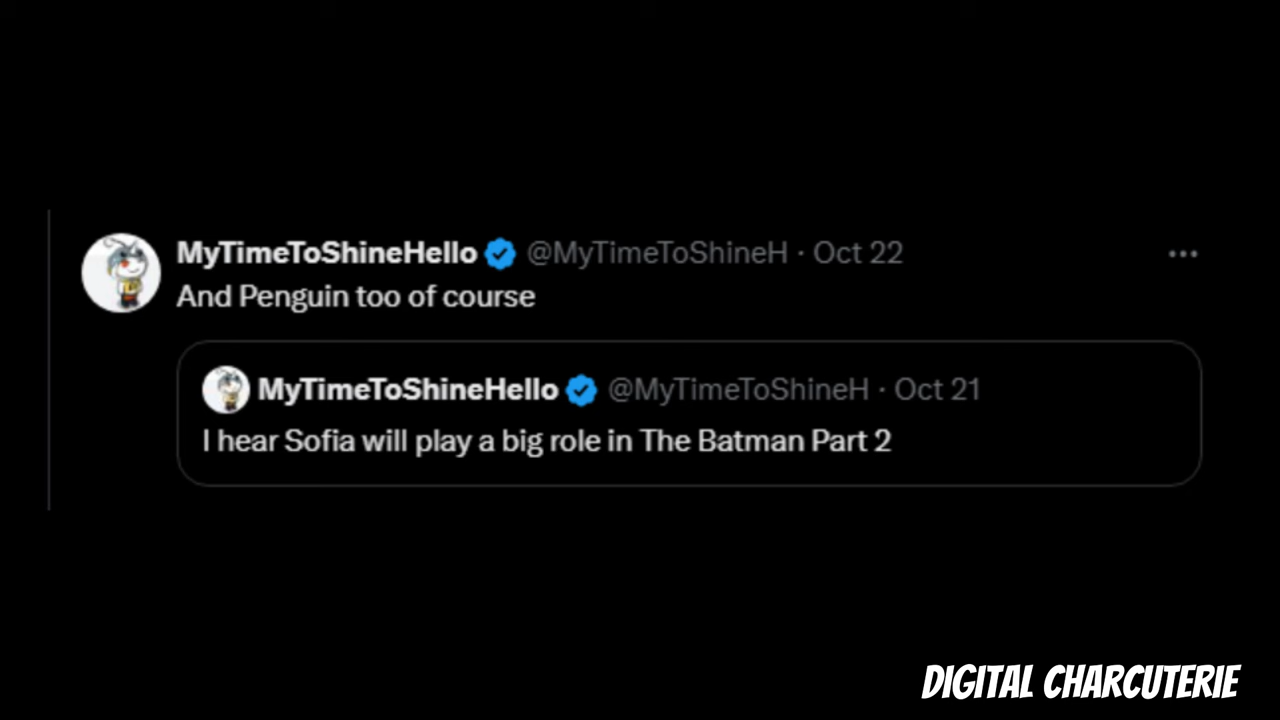 MyTimeToShineHello @MyTimeToShineH · Oct 22
And Penguin too of course
MyTimeToShineHello @MyTimeToShineH · Oct 21
I hear Sofia will play a big role in The Batman Part 2
DIGITAL CHARCUTERIE